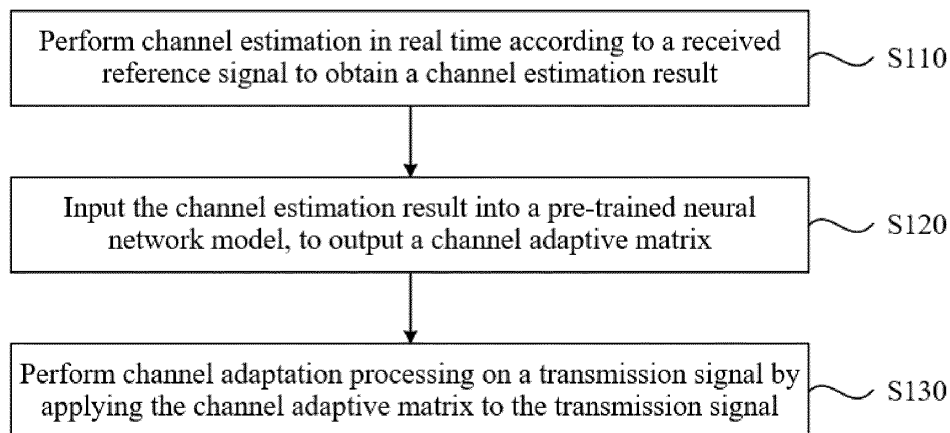 Perform channel estimation in real time according to a received
reference signal to obtain a channel estimation result
S110
Input the channel estimation result into a pre-trained neural
network model, to output a channel adaptive matrix
S120
Perform channel adaptation processing on a transmission signal by
applying the channel adaptive matrix to the transmission signal
S130